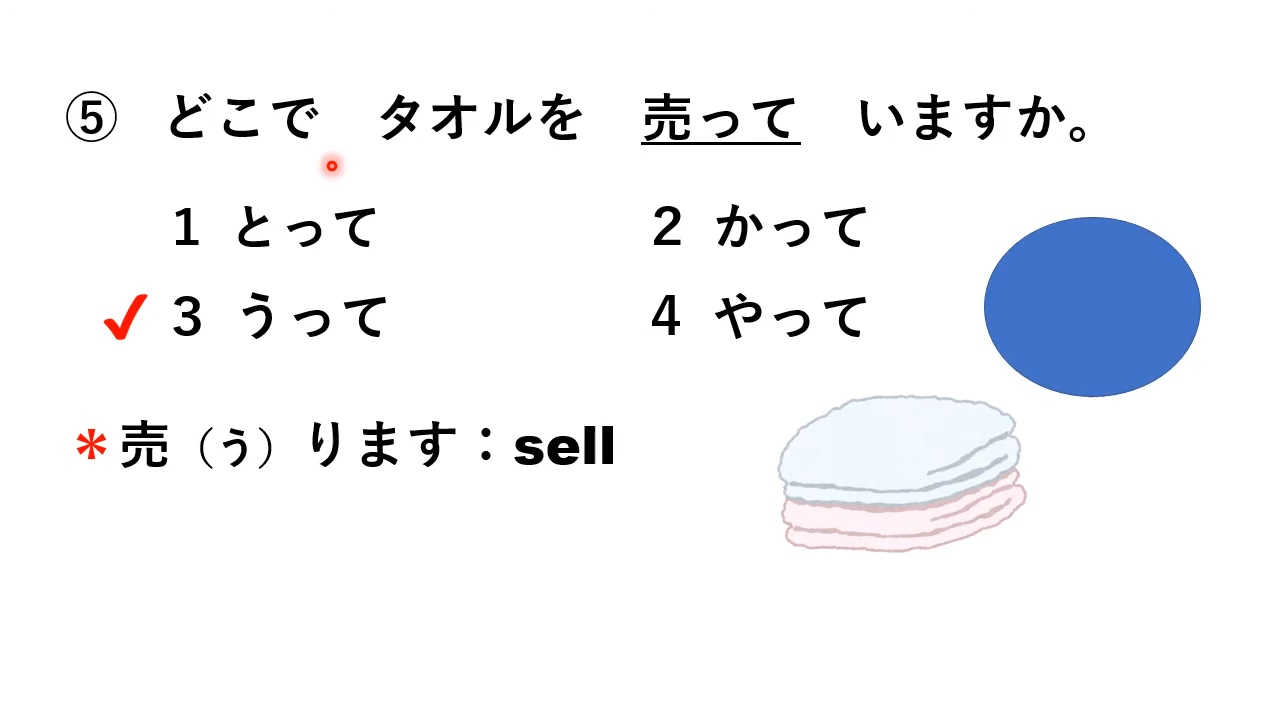 ⑤ どこで タオルを 売って いますか。
1 とって 2 かって
✓ 3 うって 4 やって
*売（う）ります：sell